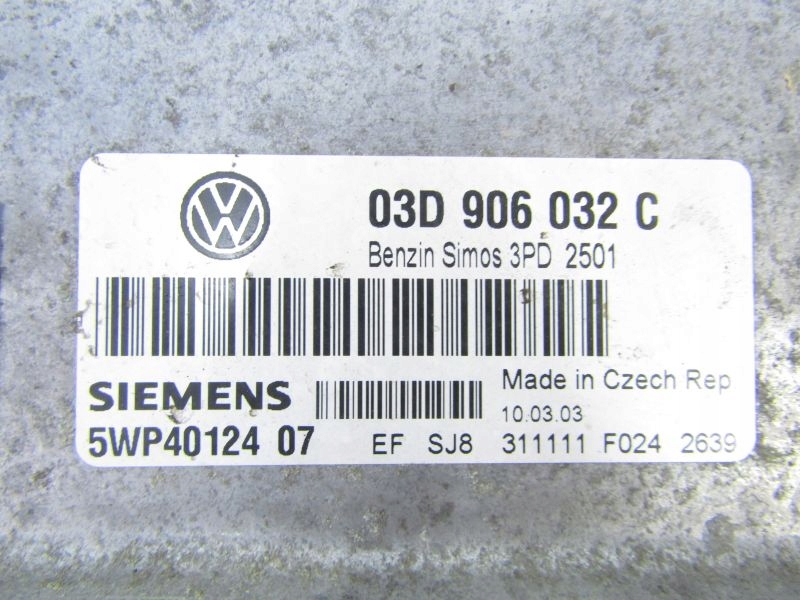 03D 906 032 C
Benzin Simos 3PD 2501
SIEMENS
Made in Czech Rep
10.03.03
5WP40124 07 EF SJ8 311111 F024 2639